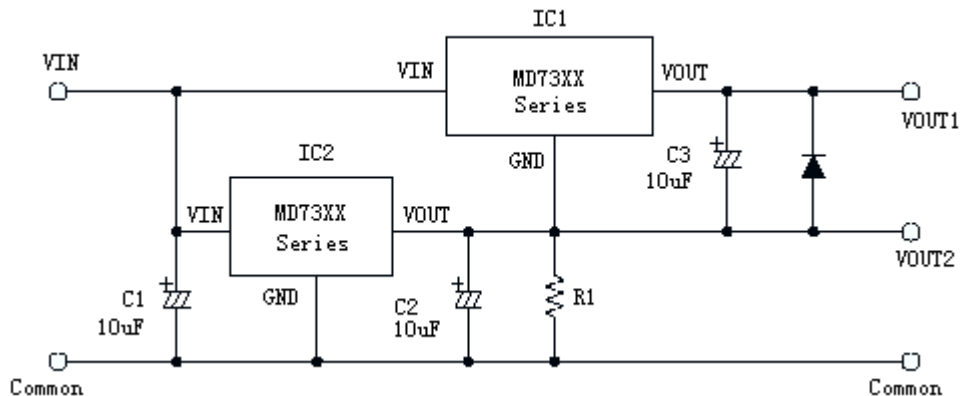 IC1
VIN
VIN
MD73XX
Series
VOUT
VOUT1
GND
C3
10uF
IC2
VIN
MD73XX
Series
VOUT
VOUT2
GND
C1
10uF
C2
10uF
R1
Common
Common